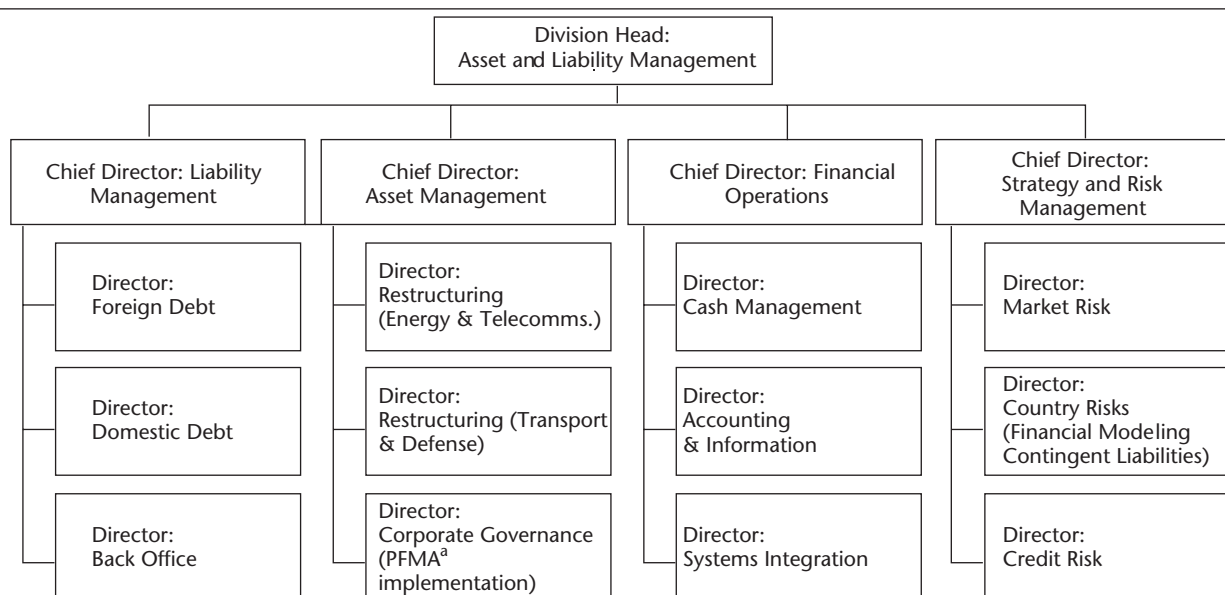 Division Head:
Asset and Liability Management
Chief Director: Liability
Management
Chief Director:
Asset Management
Chief Director: Financial
Operations
Chief Director:
Strategy and Risk
Management
Director:
Foreign Debt
Director:
Domestic Debt
Director:
Back Office
Director:
Restructuring
(Energy & Telecomms.)
Director:
Restructuring (Transport
& Defense)
Director:
Corporate Governance
(PFMAa
implementation)
Director:
Cash Management
Director:
Accounting
& Information
Director:
Systems Integration
Director:
Market Risk
Director:
Country Risks
(Financial Modeling
Contingent Liabilities)
Director:
Credit Risk